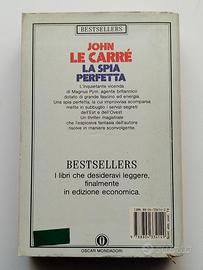 BESTSELLERS
JOHN
LE CARRÉ
LA SPIA
PERFETTA
L'inquietante vicenda
di Magnus Pym, agente britannico
dotato di grande fascino ed energia.
Una spia perfetta, la cui improvvisa scomparsa
mette in subbuglio i servizi segreti
dell'Est e dell'Ovest.
Un thriller magistrale
che l'esplosiva fantasia dell'autore
risolve in maniera sconvolgente.
BESTSELLERS
I libri che desideravi leggere,
finalmente
in edizione economica.
OSCAR MONDADORI